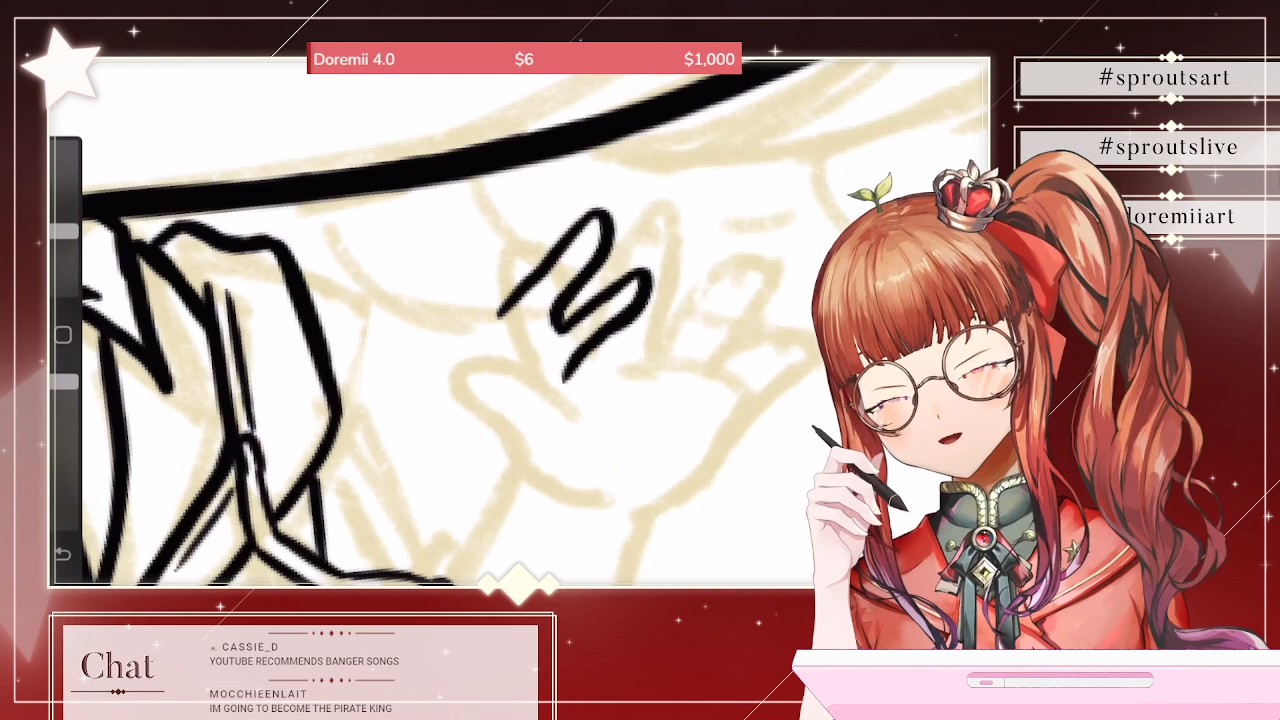 Doremii 4.0 $6 $1,000
#sproutsart
#sproutslive
doremiiart
Chat
CASSIE_D
YOUTUBE RECOMMENDS BANGER SONGS
MOCCHIEENLAIT
IM GOING TO BECOME THE PIRATE KING